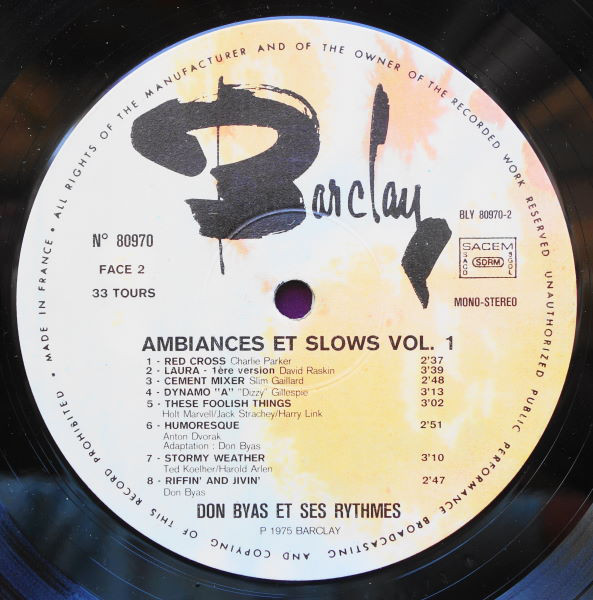 MADE IN FRANCE • ALL RIGHTS OF THE MANUFACTURER AND OF THE OWNER OF THE RECORDED WORK RESERVED UNAUTHORIZED PUBLIC PERFORMANCE BROADCASTING AND COPYING OF THIS RECORD PROHIBITED •
Barclay
N° 80970
BLY 80970-2
FACE 2
SACEM
SACD
SDRM
SGDL
33 TOURS
MONO-STEREO
AMBIANCES ET SLOWS VOL. 1
1 - RED CROSS Charlie Parker 2'37
2 - LAURA - 1ère version David Raskin 3'39
3 - CEMENT MIXER Slim Gaillard 2'48
4 - DYNAMO "A" "Dizzy" Gillespie 3'13
5 - THESE FOOLISH THINGS 3'02
Holt Marvell/Jack Strachey/Harry Link
6 - HUMORESQUE 2'51
Anton Dvorak
Adaptation : Don Byas
7 - STORMY WEATHER 3'10
Ted Koelher/Harold Arlen
8 - RIFFIN' AND JIVIN' 2'47
Don Byas
DON BYAS ET SES RYTHMES
P 1975 BARCLAY